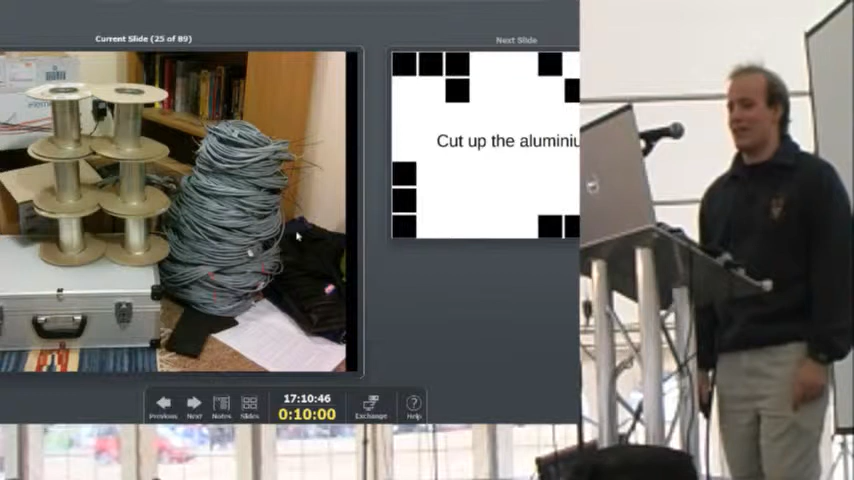 Current Slide (25 of 89)
Next Slide
Cut up the
Previous
Next
Notes
Slides
17:10:46
0:10:00
Exchange
Help